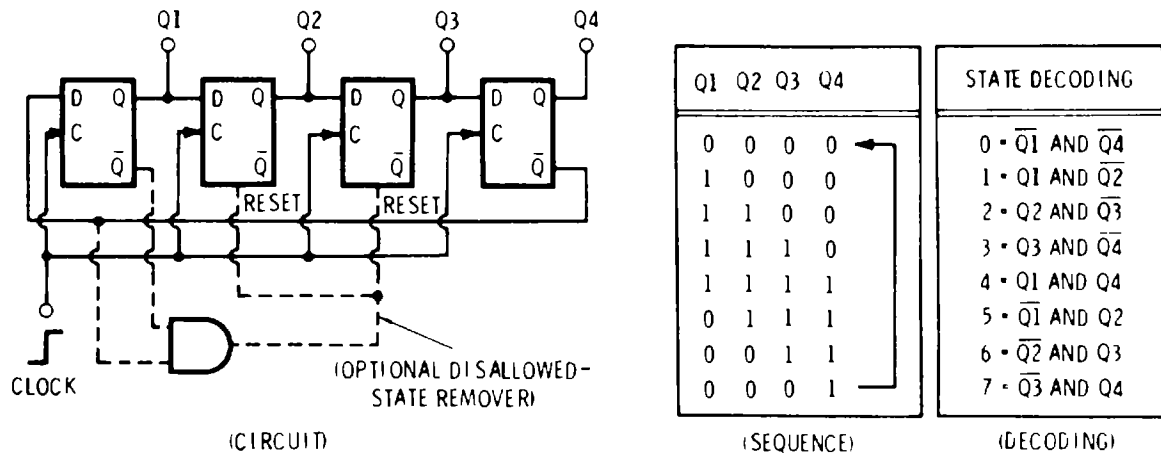 Q1 Q2 Q3 Q4
D Q D Q D Q D Q
C C C C
Q̅ Q̅ Q̅ Q̅
RESET RESET
CLOCK
(OPTIONAL DISALLOWED-
STATE REMOVER)
(CIRCUIT)
Q1 Q2 Q3 Q4
0 0 0 0
1 0 0 0
1 1 0 0
1 1 1 0
1 1 1 1
0 1 1 1
0 0 1 1
0 0 0 1
(SEQUENCE)
STATE DECODING
0 = Q̅1̅ AND Q̅4̅
1 = Q1 AND Q̅2̅
2 = Q2 AND Q̅3̅
3 = Q3 AND Q̅4̅
4 = Q1 AND Q4
5 = Q̅1̅ AND Q2
6 = Q̅2̅ AND Q3
7 = Q̅3̅ AND Q4
(DECODING)